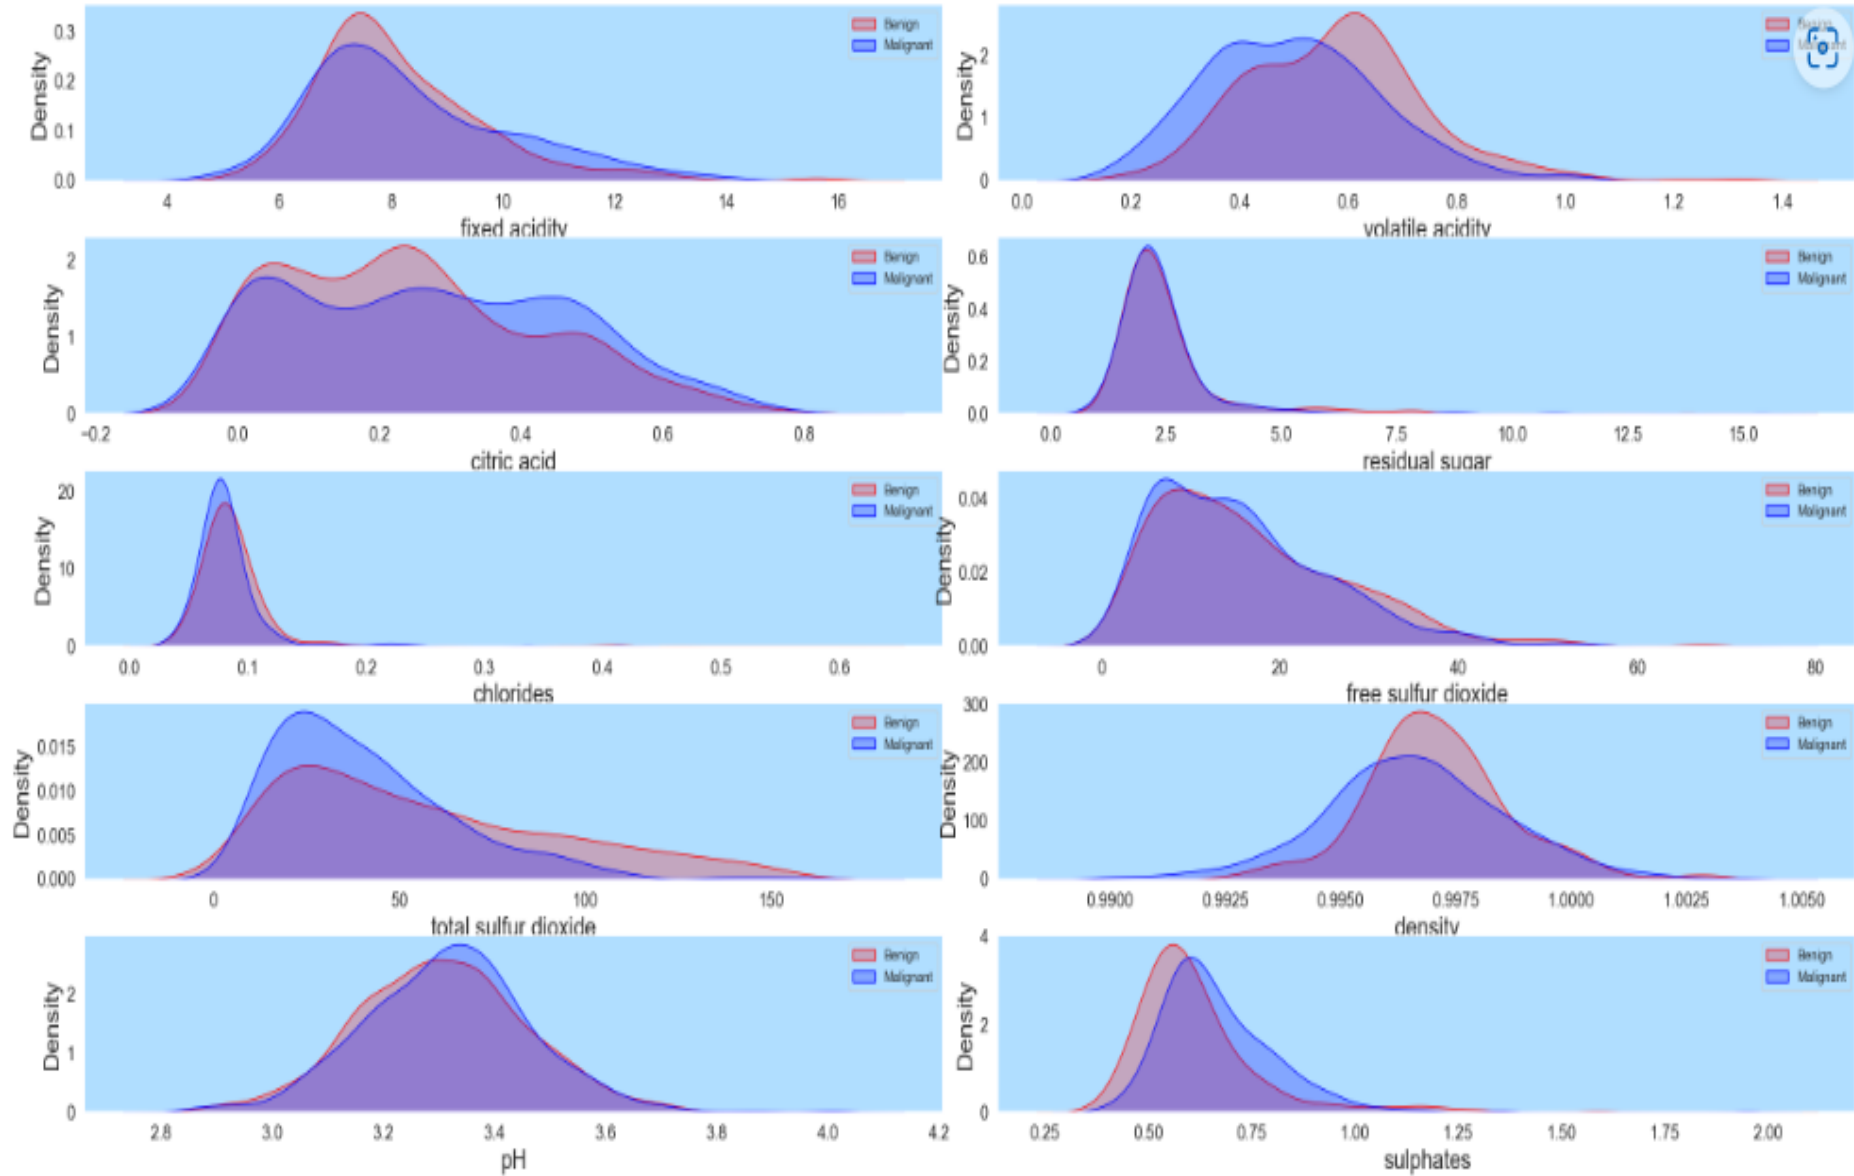 Density
0.3
0.2
0.1
0.0
4 6 8 10 12 14 16
fixed acidity
Benign
Malignant
Density
2
1
0
0.0 0.2 0.4 0.6 0.8 1.0 1.2 1.4
volatile acidity
Density
2
1
0
−0.2 0.0 0.2 0.4 0.6 0.8
citric acid
Benign
Malignant
Density
0.6
0.4
0.2
0.0
0.0 2.5 5.0 7.5 10.0 12.5 15.0
residual sugar
Benign
Malignant
Density
20
10
0
0.0 0.1 0.2 0.3 0.4 0.5 0.6
chlorides
Benign
Malignant
Density
0.04
0.02
0.00
0 20 40 60 80
free sulfur dioxide
Benign
Malignant
Density
0.015
0.010
0.005
0.000
0 50 100 150
total sulfur dioxide
Benign
Malignant
Density
300
200
100
0
0.9900 0.9925 0.9950 0.9975 1.0000 1.0025 1.0050
density
Benign
Malignant
Density
2
1
0
2.8 3.0 3.2 3.4 3.6 3.8 4.0 4.2
pH
Benign
Malignant
Density
4
2
0
0.25 0.50 0.75 1.00 1.25 1.50 1.75 2.00
sulphates
Benign
Malignant